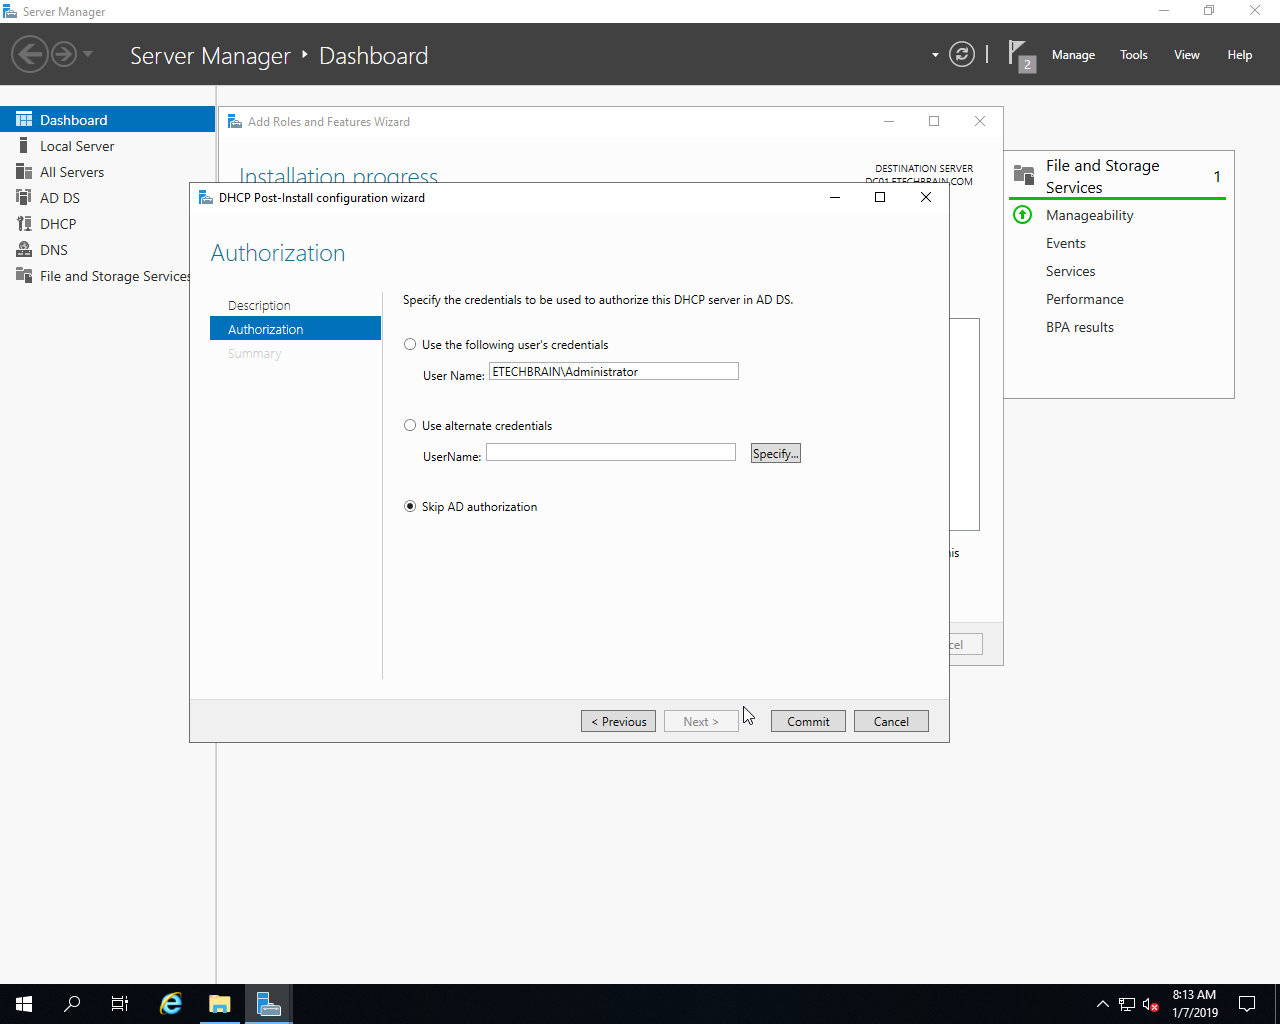 Server Manager
Server Manager
Dashboard
2
Manage
Tools
View
Help
Dashboard
Local Server
All Servers
AD DS
DHCP
DNS
File and Storage Services
Add Roles and Features Wizard
Installation progress
DESTINATION SERVER
DC01.ETECHBRAIN.COM
File and Storage
Services
1
Manageability
Events
Services
Performance
BPA results
DHCP Post-Install configuration wizard
Authorization
Description
Authorization
Summary
Specify the credentials to be used to authorize this DHCP server in AD DS.
Use the following user's credentials
User Name: ETECHBRAIN\Administrator
Use alternate credentials
UserName:
Specify...
Skip AD authorization
< Previous
Next >
Commit
Cancel
8:13 AM
1/7/2019